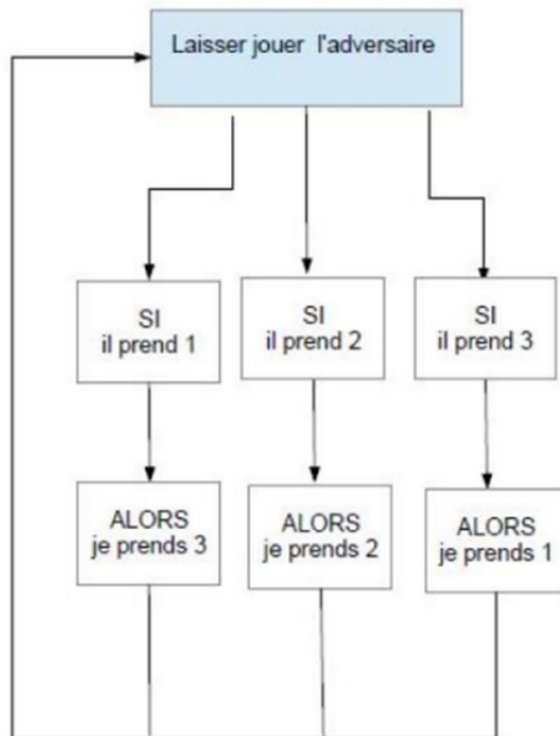 Laisser jouer l'adversaire
SI
il prend 1
SI
il prend 2
SI
il prend 3
ALORS
je prends 3
ALORS
je prends 2
ALORS
je prends 1